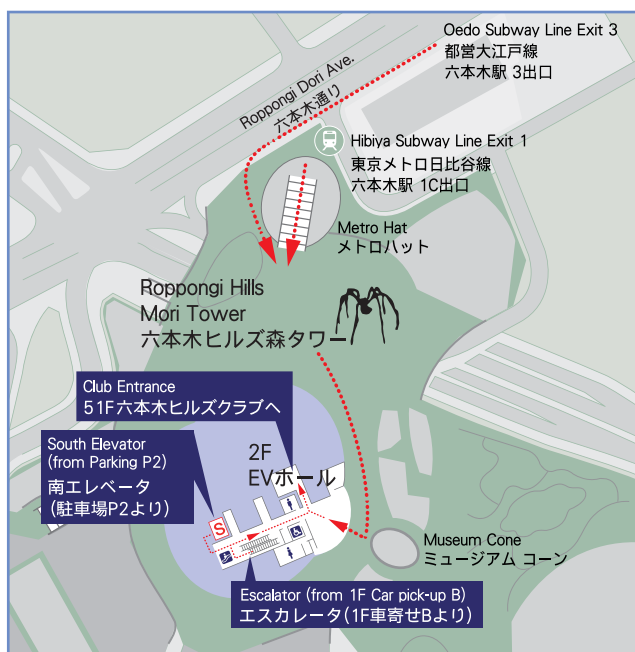 Oedo Subway Line Exit 3
都営大江戸線
六本木駅 3出口
Roppongi Dori Ave.
六本木通り
Hibiya Subway Line Exit 1
東京メトロ日比谷線
六本木駅 1C出口
Metro Hat
メトロハット
Roppongi Hills
Mori Tower
六本木ヒルズ森タワー
Club Entrance
51F六本木ヒルズクラブへ
South Elevator
(from Parking P2)
南エレベータ
(駐車場P2より)
2F
EVホール
S
Museum Cone
ミュージアム コーン
Escalator (from 1F Car pick-up B)
エスカレータ(1F車寄せBより)